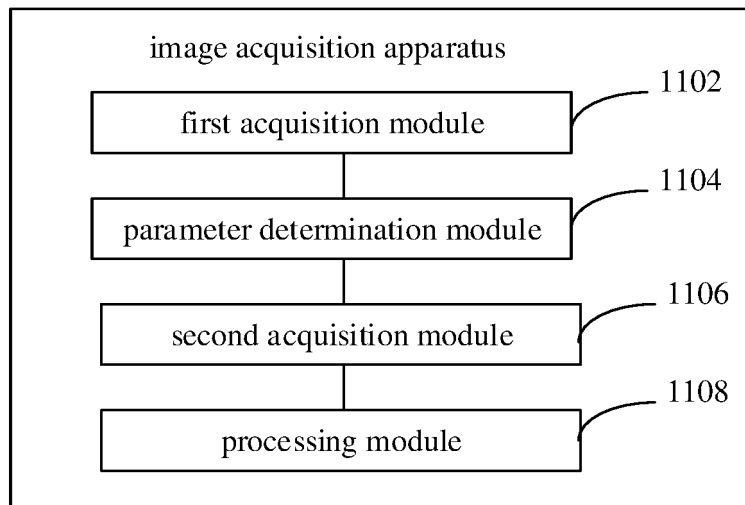 image acquisition apparatus
1102
first acquisition module
1104
parameter determination module
1106
second acquisition module
1108
processing module